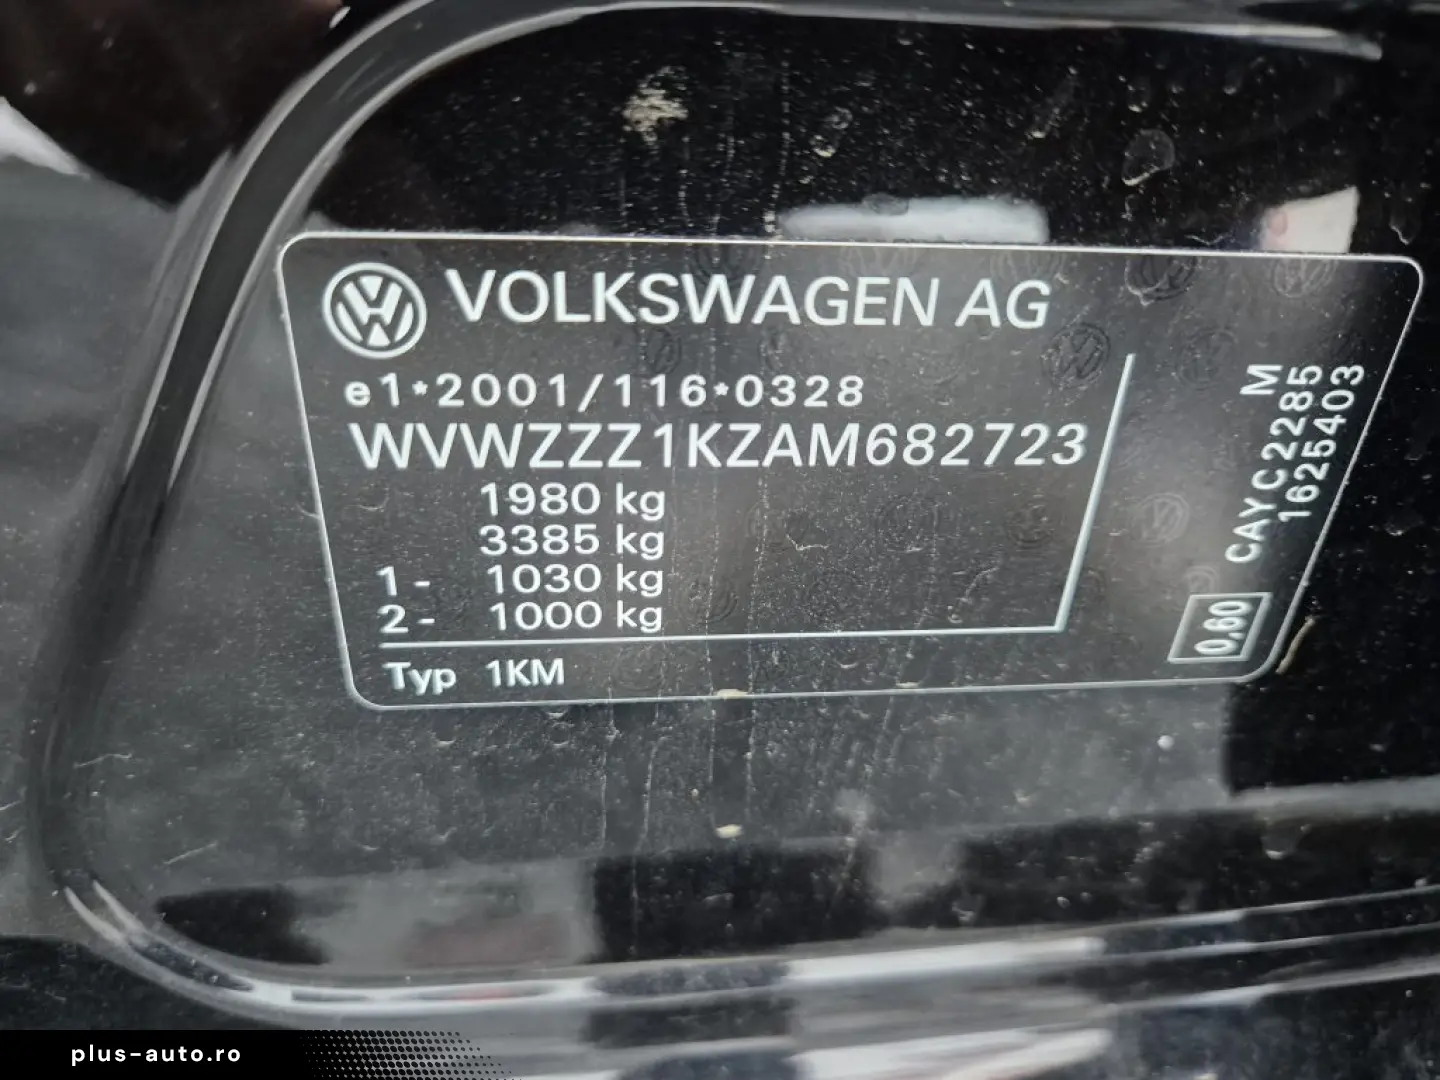 VOLKSWAGEN AG
e1*2001/116*0328
WVWZZZ1KZAM682723
1980 kg
3385 kg
1- 1030 kg
2- 1000 kg
Typ 1KM
M
CAYC2285
1625403
0,60
plus-auto.ro